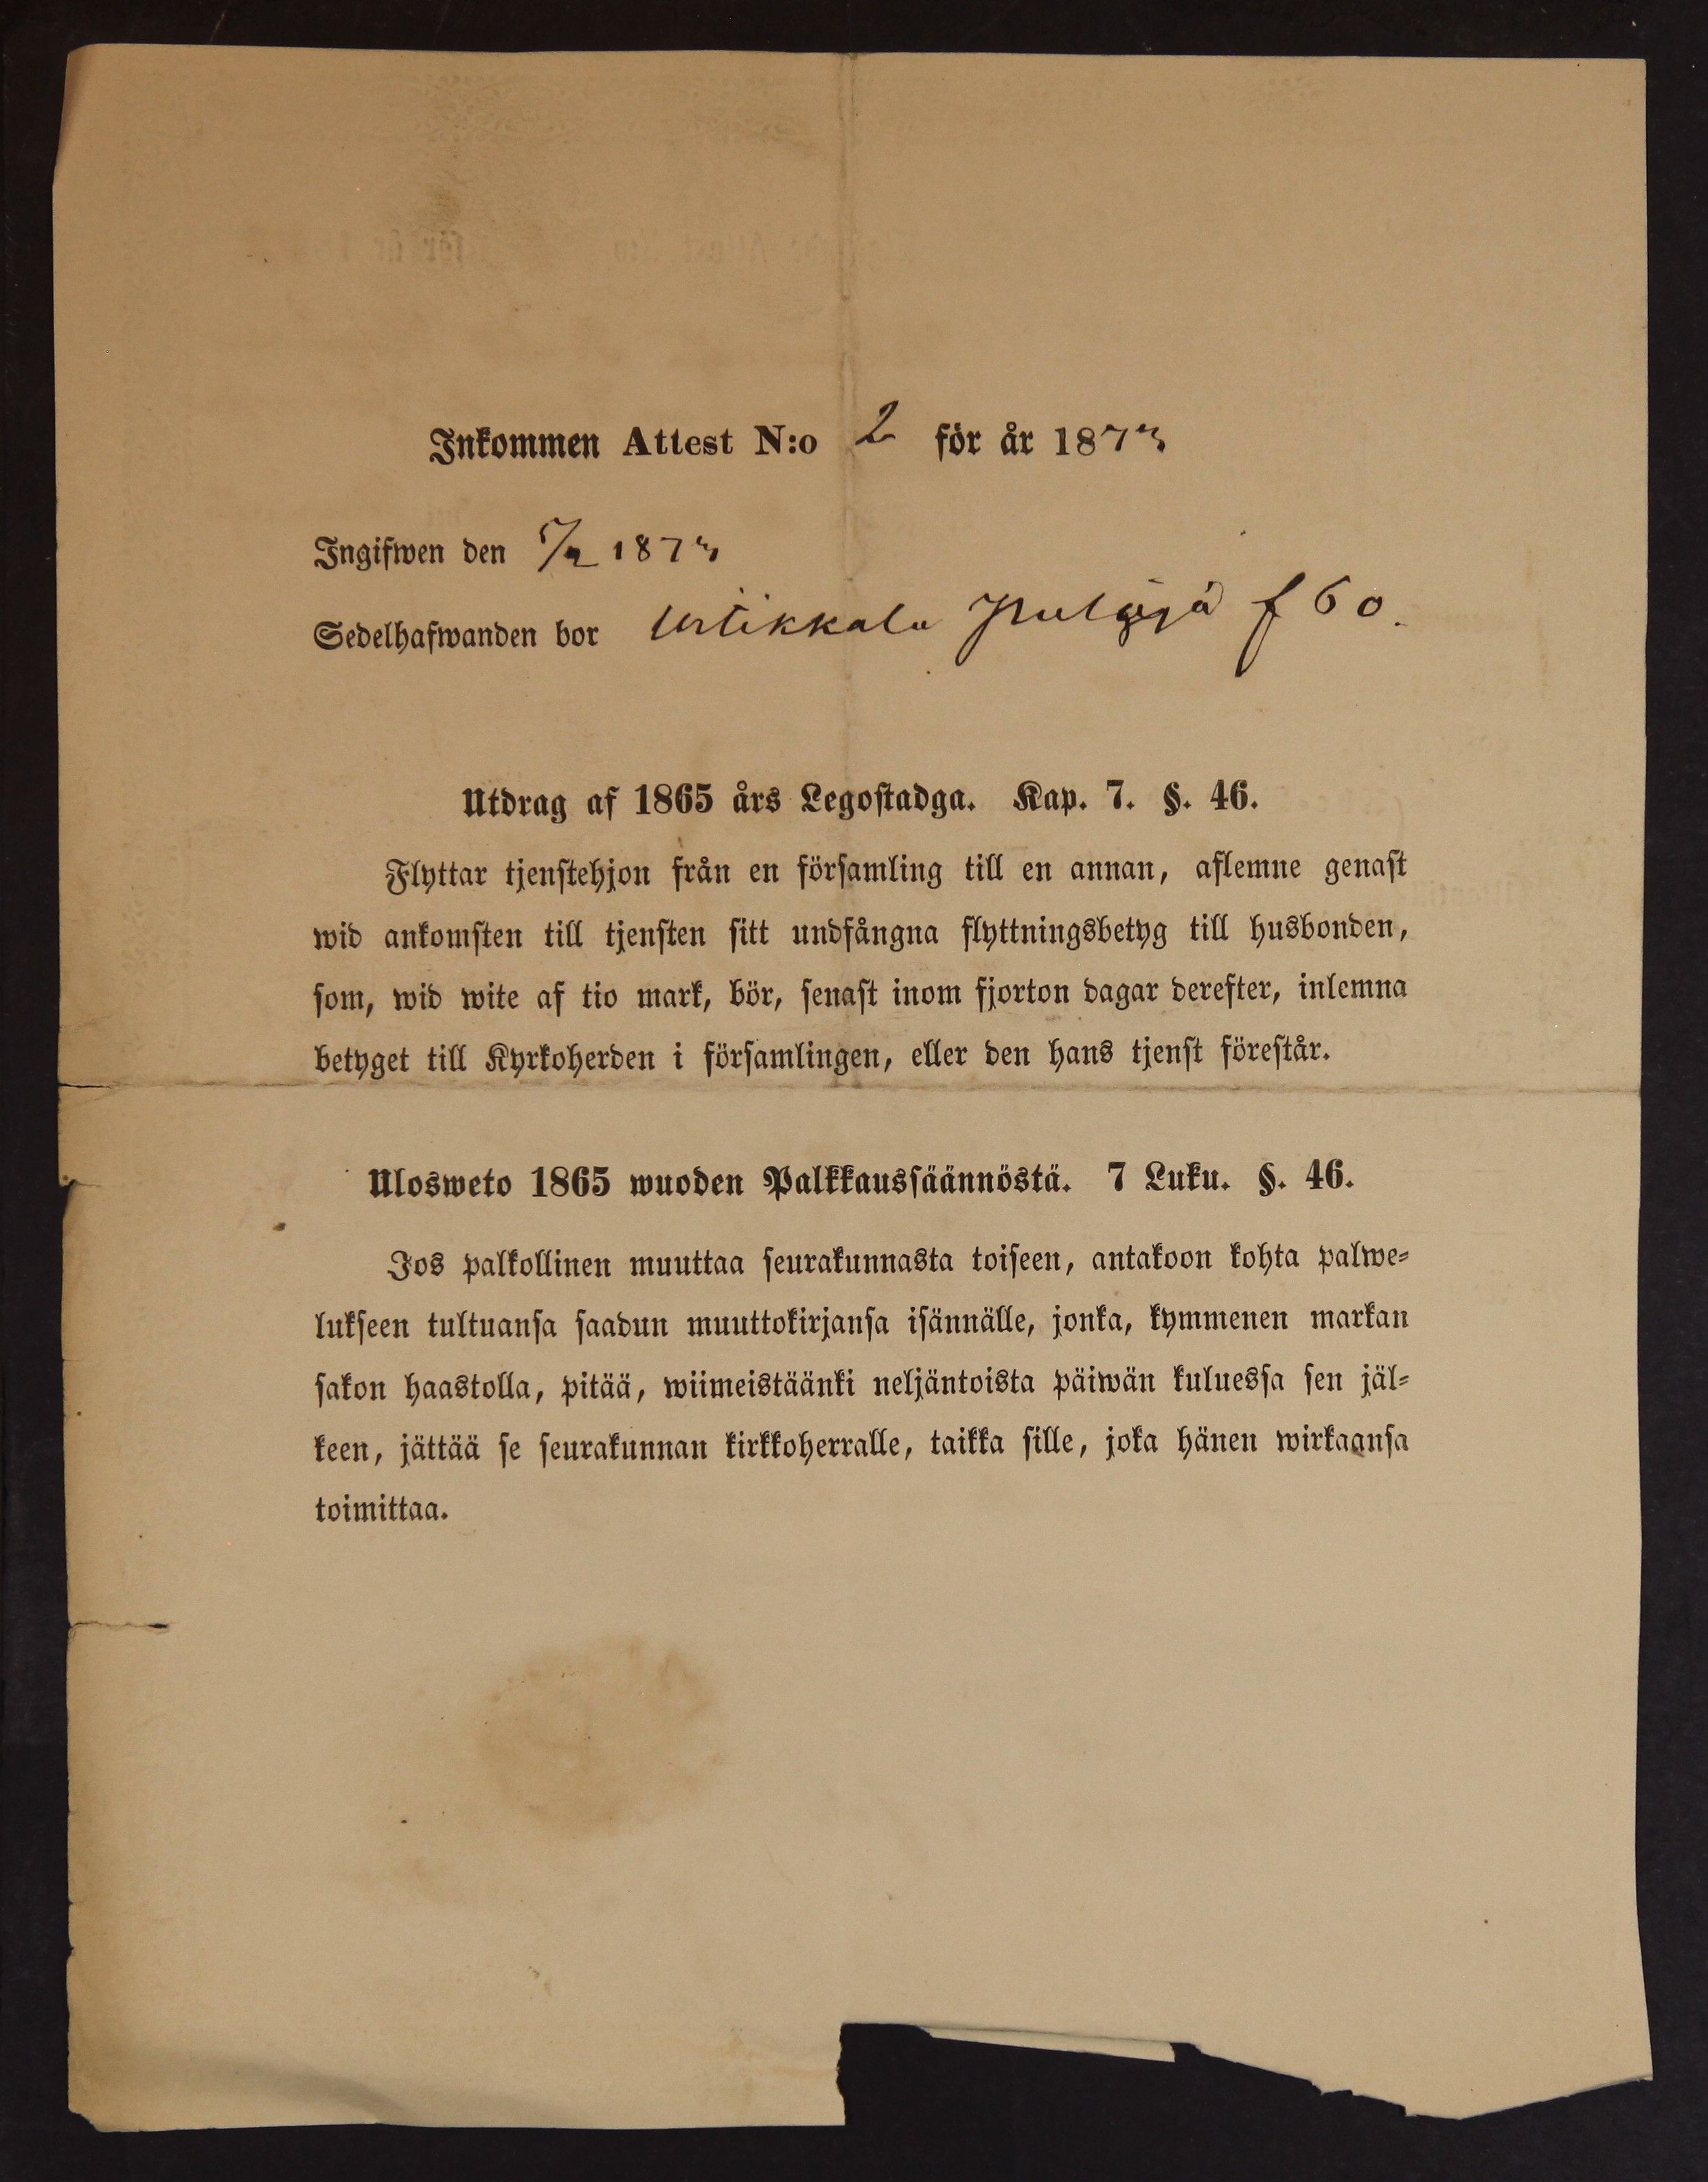 Inkommen Attest N:o 2 för år 1873
Ingifwen den 5/2 1873
Sedelhafwanden bor f 60.
Utdrag af 1865 års Legostadga. Kap. 7. §. 46.
Flyttar tjenstehjon från en församling till en annan, aflemne genast
wid ankomsten till tjensten sitt undfångna flyttningsbetyg till husbonden,
som, wid wite af tio mark, bör, senast inom fjorton dagar derefter, inlemna
betyget till Kyrkoherden i församlingen, eller den hans tjenst förestår.
Ulosweto 1865 wuoden Palkkaussäännöstä. 7 Luku. §. 46.
Jos palkollinen muuttaa seurakunnasta toiseen, antakoon kohta palwe=
lukseen tultuansa saadun muuttokirjansa isännälle, jonka, kymmenen markan
sakon haastolla, pitää, wiimeistäänki neljäntoista päiwän kuluessa sen jäl=
keen, jättää se seurakunnan kirkkoherralle, taikka sille, joka hänen wirkaansa
toimittaa.